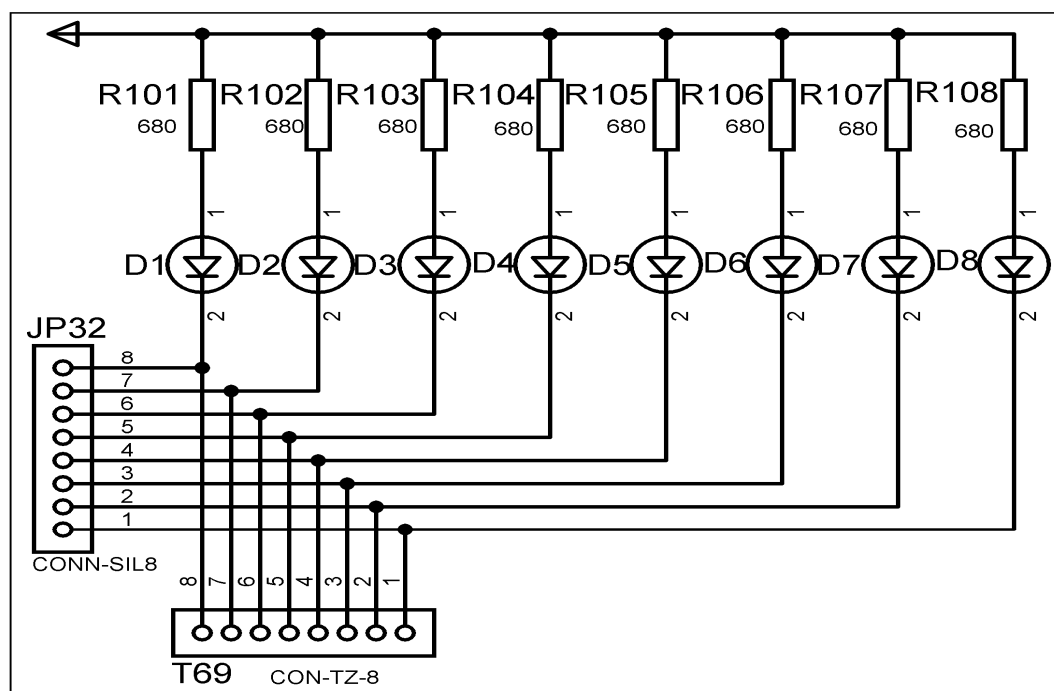 R101 R102 R103 R104 R105 R106 R107 R108
680 680 680 680 680 680 680 680
1 1 1 1 1 1 1 1
D1 D2 D3 D4 D5 D6 D7 D8
2 2 2 2 2 2 2 2
JP32
8
7
6
5
4
3
2
1
CONN-SIL8
8 7 6 5 4 3 2 1
T69 CON-TZ-8